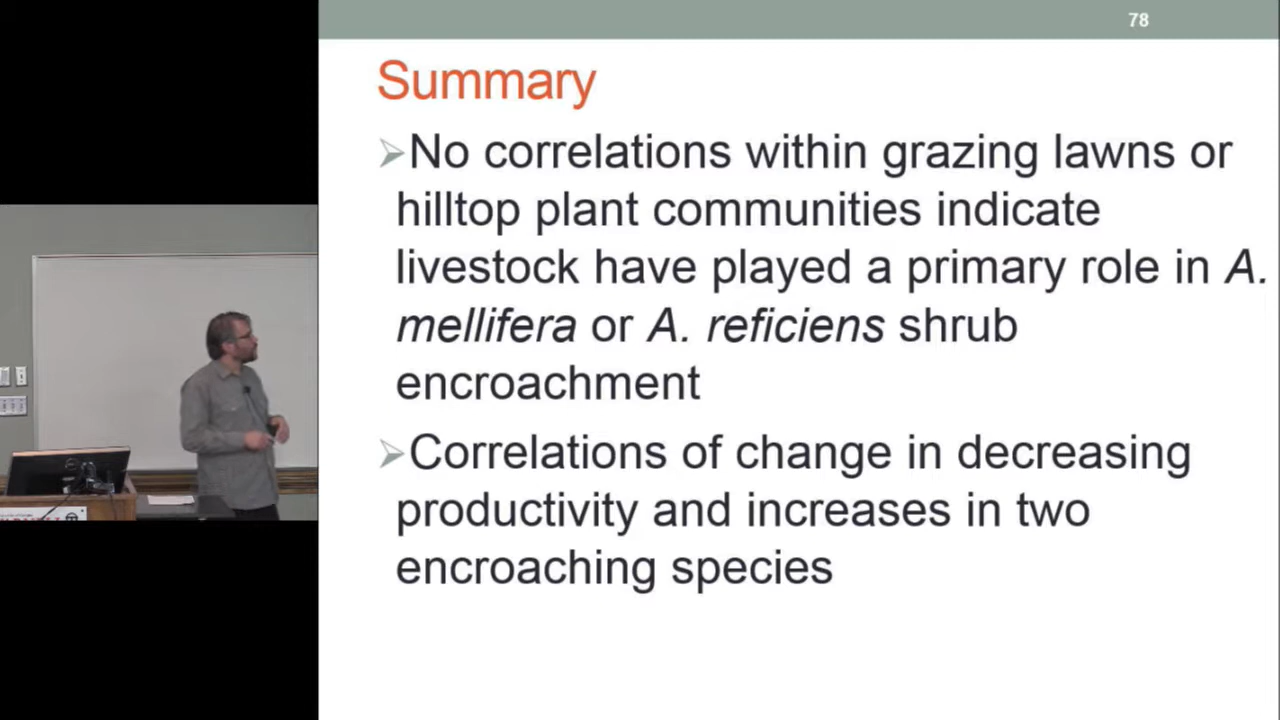 78
Summary
➢No correlations within grazing lawns or
hilltop plant communities indicate
livestock have played a primary role in A.
mellifera or A. reficiens shrub
encroachment
➢Correlations of change in decreasing
productivity and increases in two
encroaching species